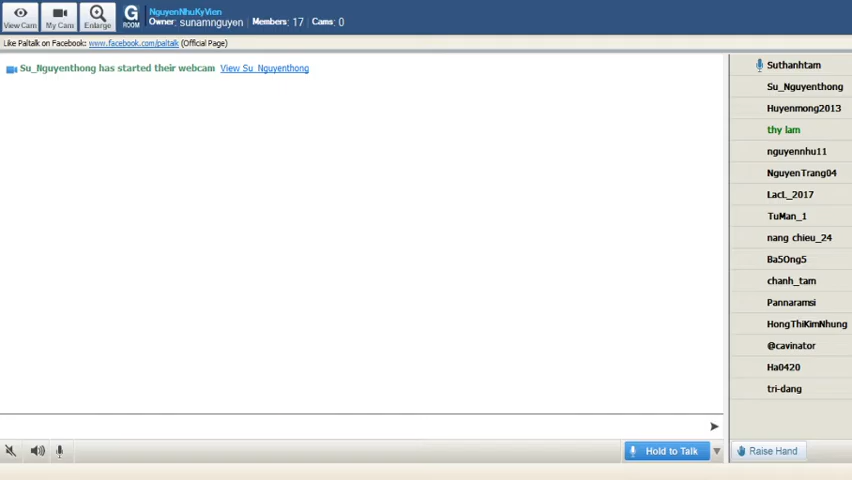 View Cam
My Cam
Enlarge
G
ROOM
NguyenNhuKyVien
Owner: sunamnguyen Members: 17 Cams: 0
Like Paltalk on Facebook: www.facebook.com/paltalk (Official Page)
Su_Nguyenthong has started their webcam View Su_Nguyenthong
Suthanhtam
Su_Nguyenthong
Huyenmong2013
thy lam
nguyennhu11
NguyenTrang04
LacL_2017
TuMan_1
nang chieu_24
Ba5Ong5
chanh_tam
Pannaramsi
HongThiKimNhung
@cavinator
Ha0420
tri-dang
Hold to Talk
Raise Hand